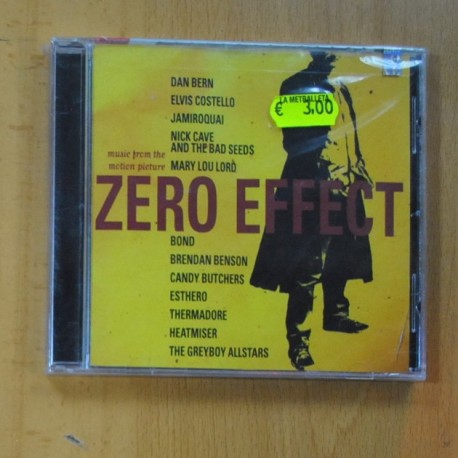 DAN BERN
ELVIS COSTELLO
JAMIROQUAI
NICK CAVE
AND THE BAD SEEDS
MARY LOU LORD
music from the
motion picture
ZERO EFFECT
BOND
BRENDAN BENSON
CANDY BUTCHERS
ESTHERO
THERMADORE
HEATMISER
THE GREYBOY ALLSTARS
LA METRALLETA
€ 3,00